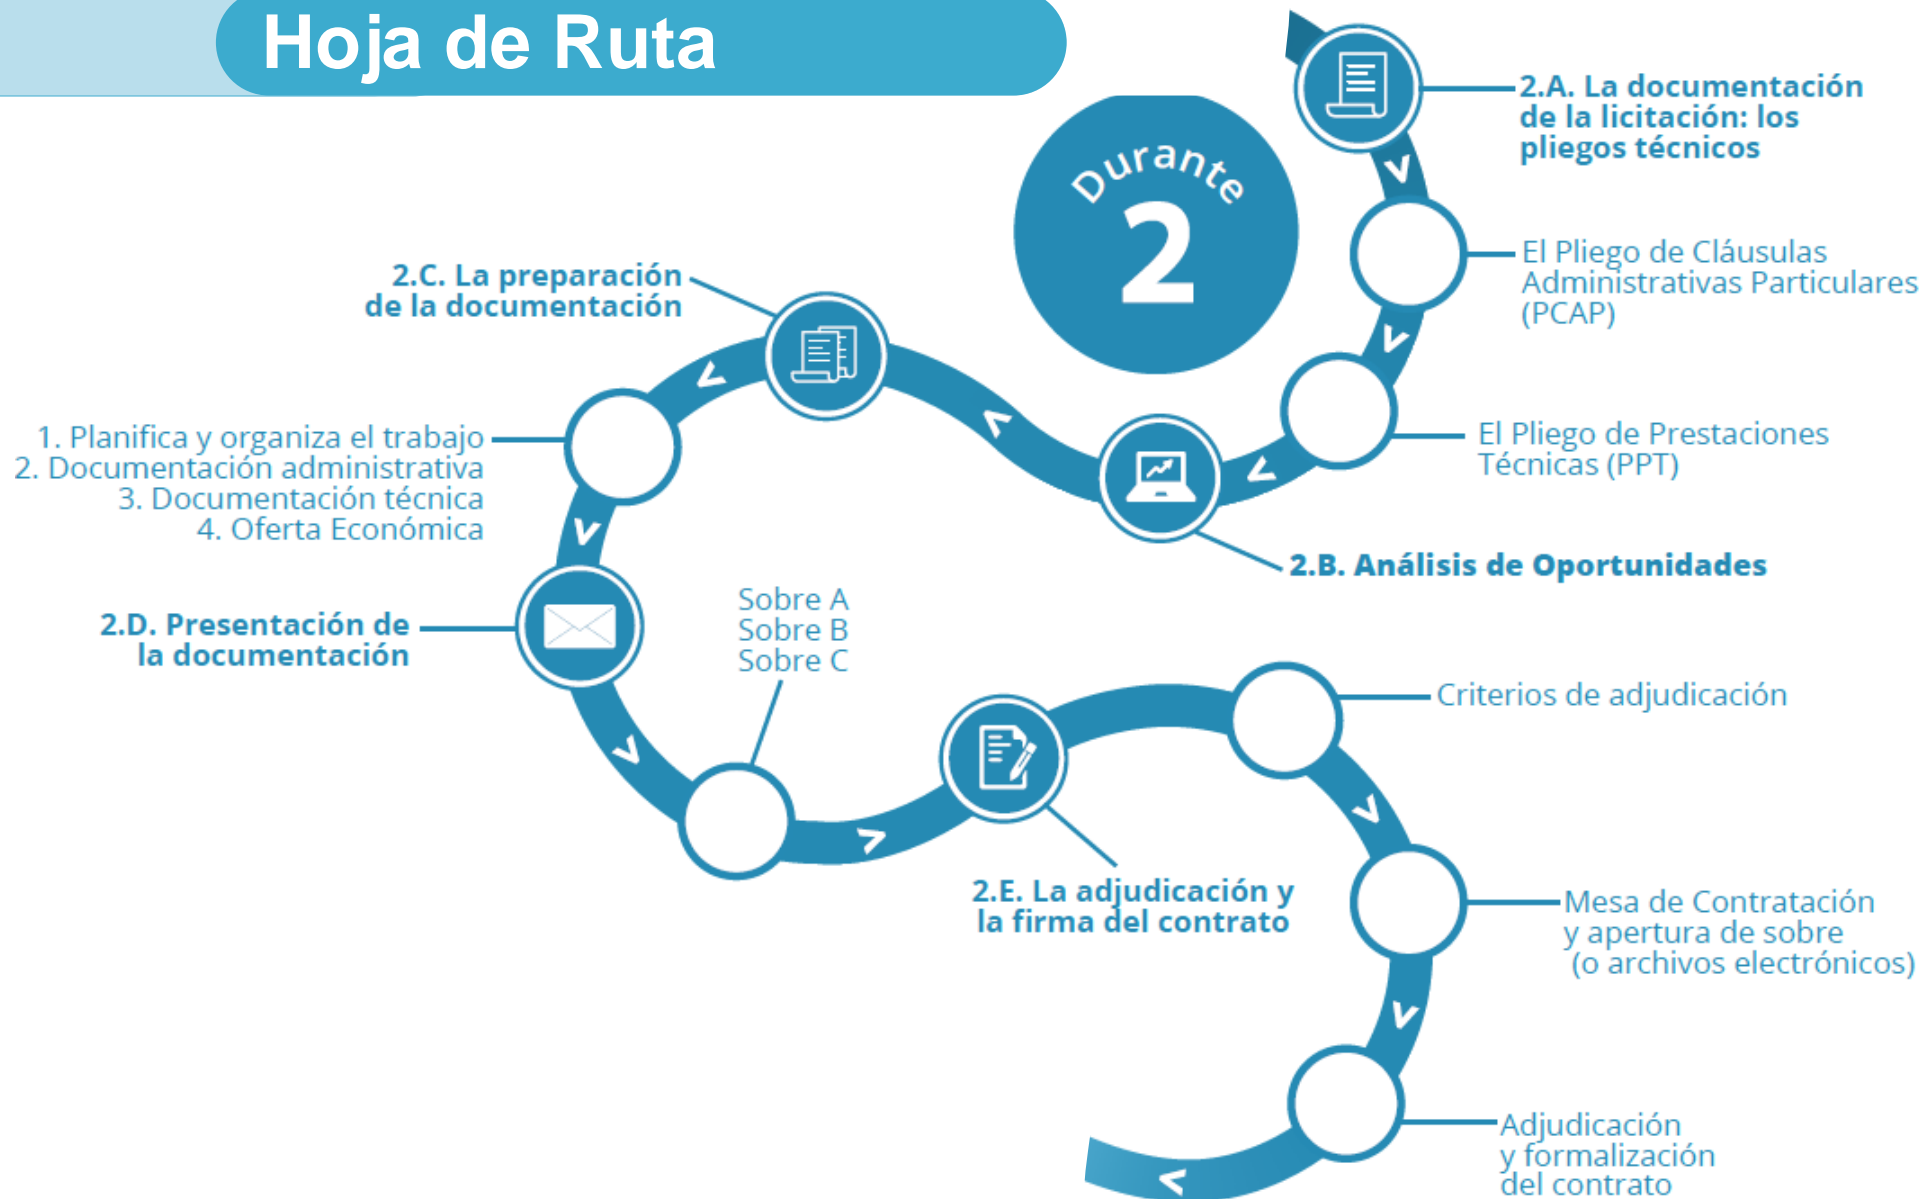 Hoja de Ruta
Durante
2
2.A. La documentación
de la licitación: los
pliegos técnicos
El Pliego de Cláusulas
Administrativas Particulares
(PCAP)
El Pliego de Prestaciones
Técnicas (PPT)
2.B. Análisis de Oportunidades
2.C. La preparación
de la documentación
1. Planifica y organiza el trabajo
2. Documentación administrativa
3. Documentación técnica
4. Oferta Económica
2.D. Presentación de
la documentación
Sobre A
Sobre B
Sobre C
2.E. La adjudicación y
la firma del contrato
Criterios de adjudicación
Mesa de Contratación
y apertura de sobre
(o archivos electrónicos)
Adjudicación
y formalización
del contrato